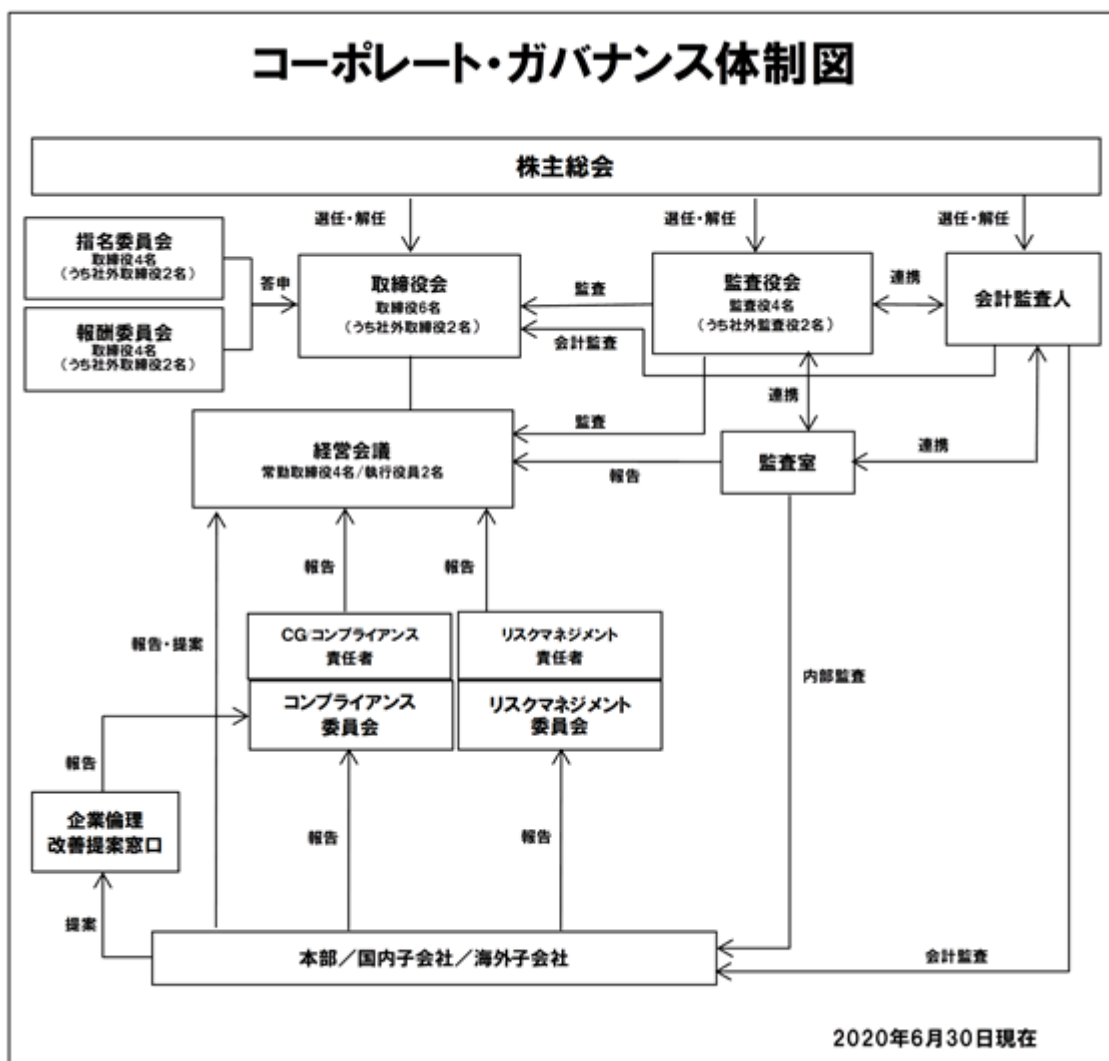 コーポレート・ガバナンス体制図
株主総会
選任・解任
選任・解任
選任・解任
指名委員会
取締役4名
(うち社外取締役2名)
報酬委員会
取締役4名
(うち社外取締役2名)
答申
取締役会
取締役6名
(うち社外取締役2名)
監査
会計監査
監査役会
監査役4名
(うち社外監査役2名)
連携
会計監査人
経営会議
常勤取締役4名/執行役員2名
監査
報告
連携
監査室
連携
報告・提案
報告
報告
CG/コンプライアンス
責任者
コンプライアンス
委員会
リスクマネジメント
責任者
リスクマネジメント
委員会
内部監査
報告
企業倫理
改善提案窓口
提案
報告
報告
本部/国内子会社/海外子会社
会計監査
2020年6月30日現在